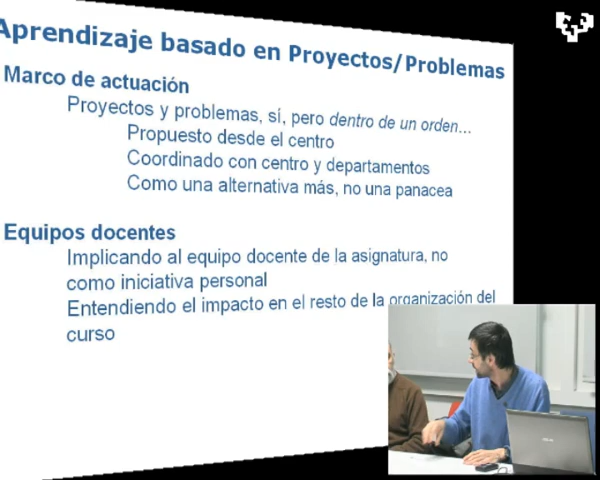 Aprendizaje basado en Proyectos/Problemas
Marco de actuación
Proyectos y problemas, sí, pero dentro de un orden...
Propuesto desde el centro
Coordinado con centro y departamentos
Como una alternativa más, no una panacea
Equipos docentes
Implicando al equipo docente de la asignatura, no
como iniciativa personal
Entendiendo el impacto en el resto de la organización del
curso